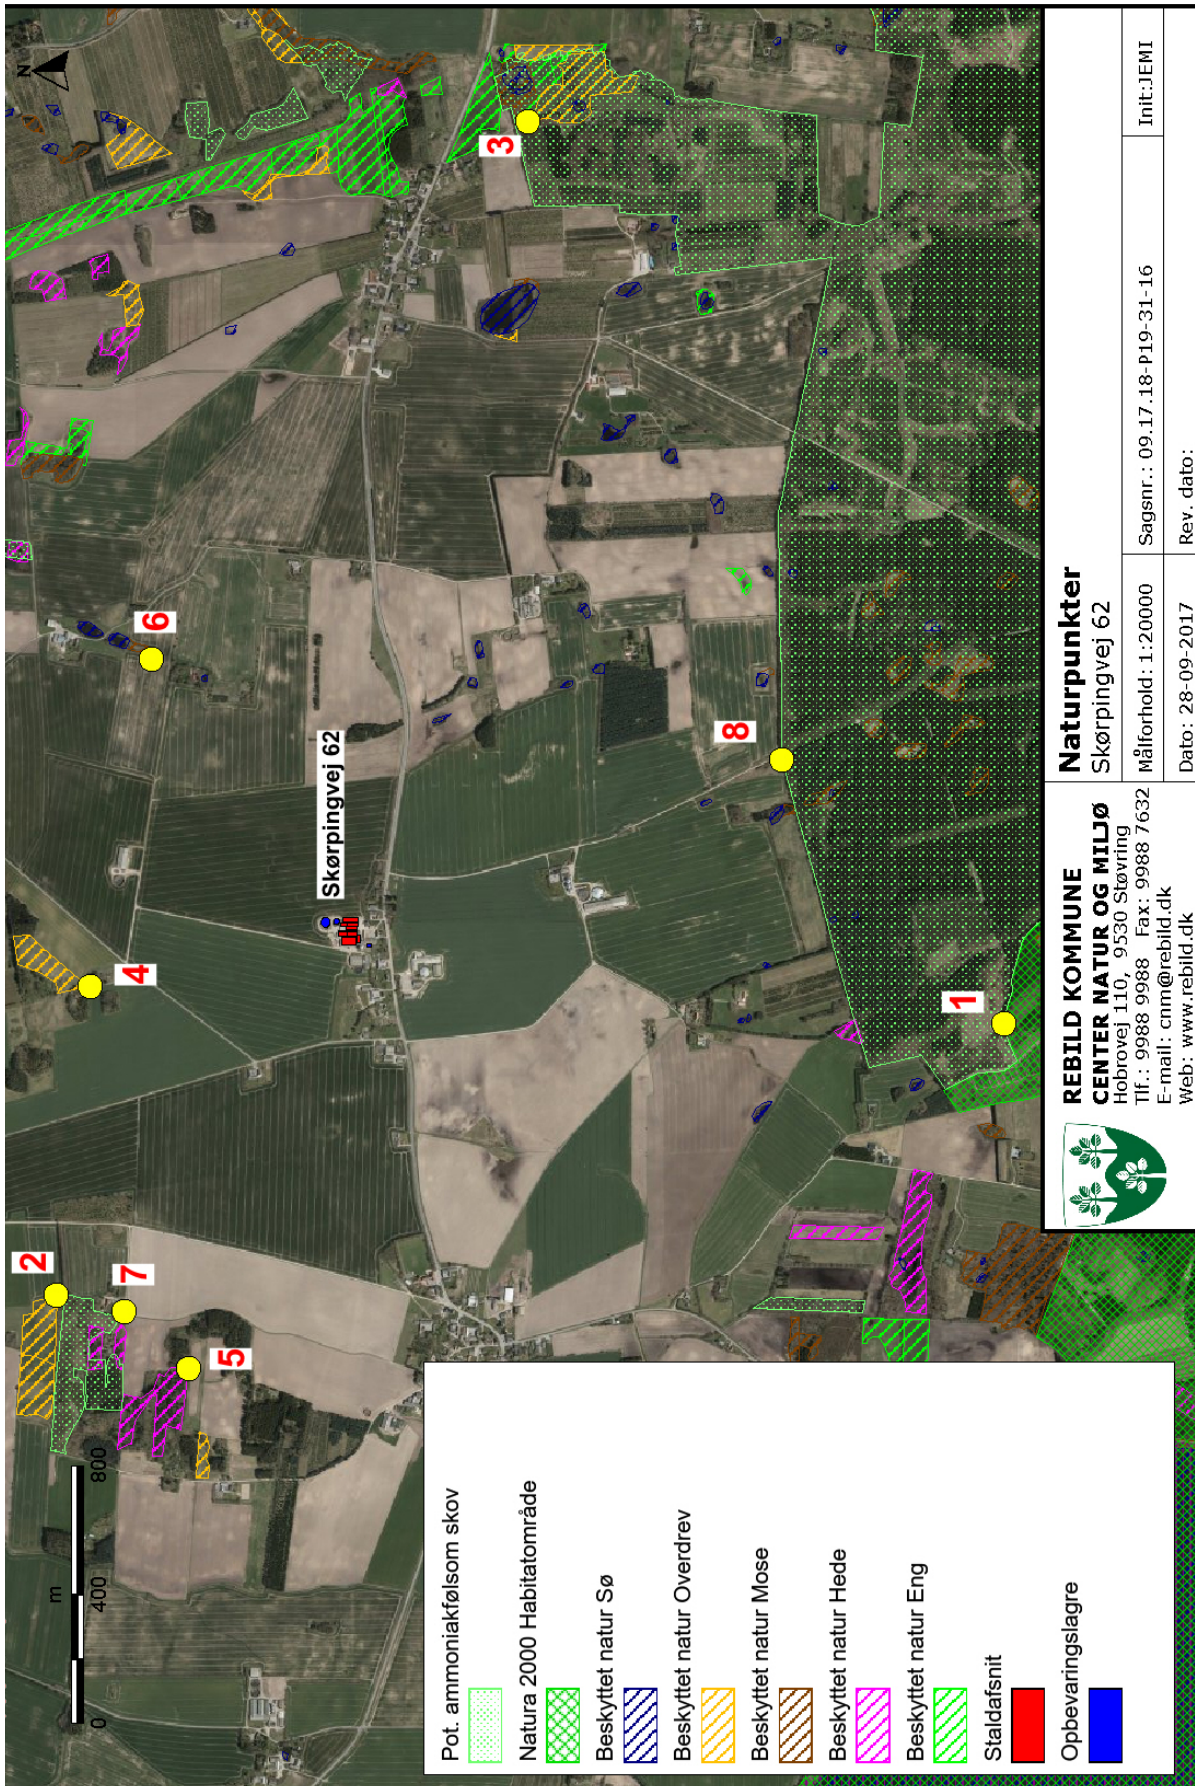 N
m
0 400 800
2
7
5
4
6
Skørpingvej 62
3
8
1
Pot. ammoniakfølsom skov
Natura 2000 Habitatområde
Beskyttet natur Sø
Beskyttet natur Overdrev
Beskyttet natur Mose
Beskyttet natur Hede
Beskyttet natur Eng
Staldafsnit
Opbevaringslagre
REBILD KOMMUNE
CENTER NATUR OG MILJØ
Hobrovej 110, 9530 Støvring
Tlf.: 9988 9988 Fax: 9988 7632
E-mail: cnm@rebild.dk
Web: www.rebild.dk
Naturpunkter
Skørpingvej 62
Målforhold: 1:20000
Sagsnr.: 09.17.18-P19-31-16
Init:JEMI
Dato: 28-09-2017
Rev. dato: